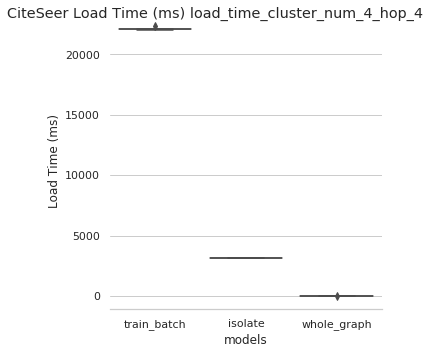 CiteSeer Load Time (ms) load_time_cluster_num_4_hop_4
20000
15000
10000
5000
0
Load Time (ms)
train_batch isolate whole_graph
models